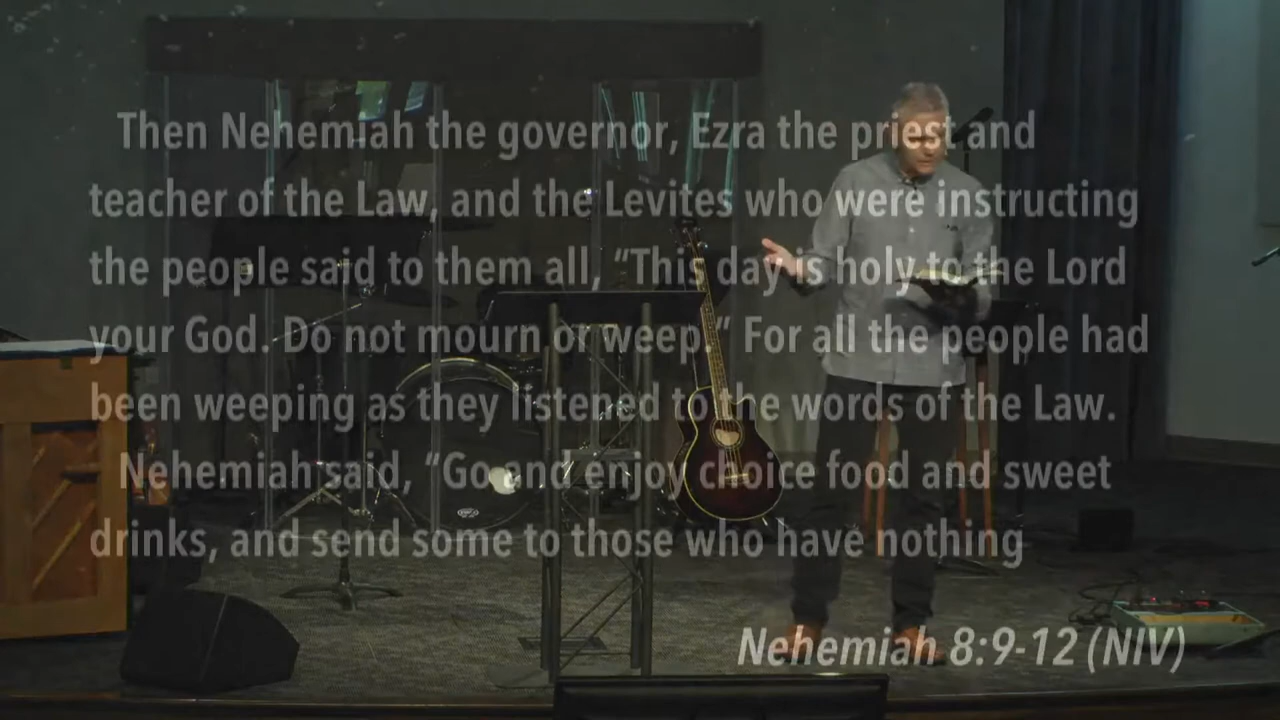 Then Nehemiah the governor, Ezra the priest and
teacher of the Law, and the Levites who were instructing
the people said to them all, “This day is holy to the Lord
your God. Do not mourn or weep.” For all the people had
been weeping as they listened to the words of the Law.
Nehemiah said, “Go and enjoy choice food and sweet
drinks, and send some to those who have nothing
Nehemiah 8:9-12 (NIV)